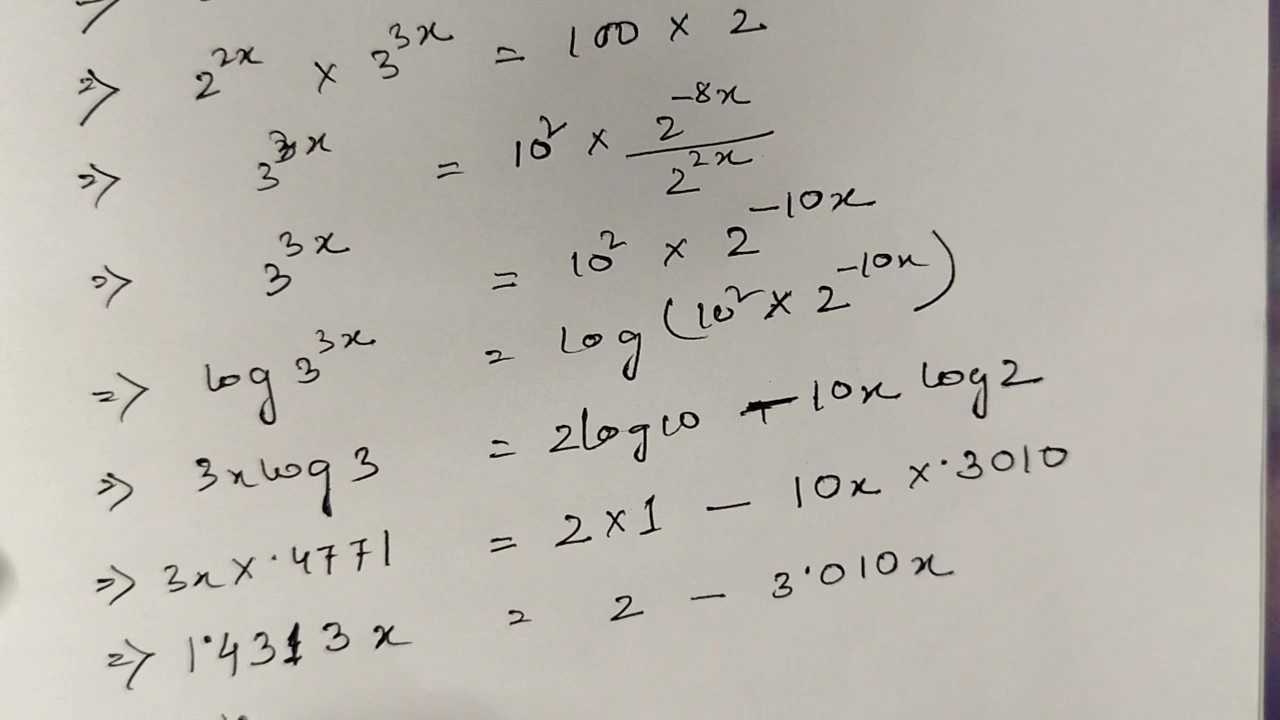 ⇒ 2^{2x} × 3^{3x} = 100 × 2
⇒ 3^{3x} = 10^2 × \frac{2^{-8x}}{2^{2x}}
⇒ 3^{3x} = 10^2 × 2^{-10x}
⇒ log 3^{3x} = log (10^2 × 2^{-10x})
⇒ 3x log 3 = 2 log 10 - 10x log 2
⇒ 3x × .4771 = 2 × 1 - 10x × .3010
⇒ 1.4313x = 2 - 3.010x